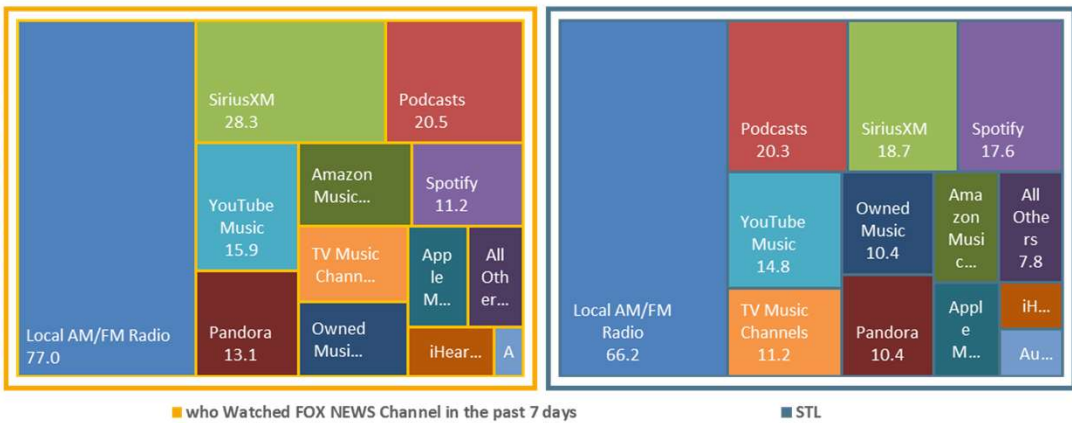 Local AM/FM Radio
77.0
SiriusXM
28.3
Podcasts
20.5
YouTube
Music
15.9
Pandora
13.1
Amazon
Music...
Spotify
11.2
TV Music
Chann...
Owned
Musi...
App
le
M...
All
Oth
er...
iHear...
A
Local AM/FM
Radio
66.2
Podcasts
20.3
SiriusXM
18.7
Spotify
17.6
YouTube
Music
14.8
TV Music
Channels
11.2
Owned
Music
10.4
Pandora
10.4
Ama
zon
Musi
c...
All
Othe
rs
7.8
Appl
e
M...
iH...
Au...
who Watched FOX NEWS Channel in the past 7 days
STL